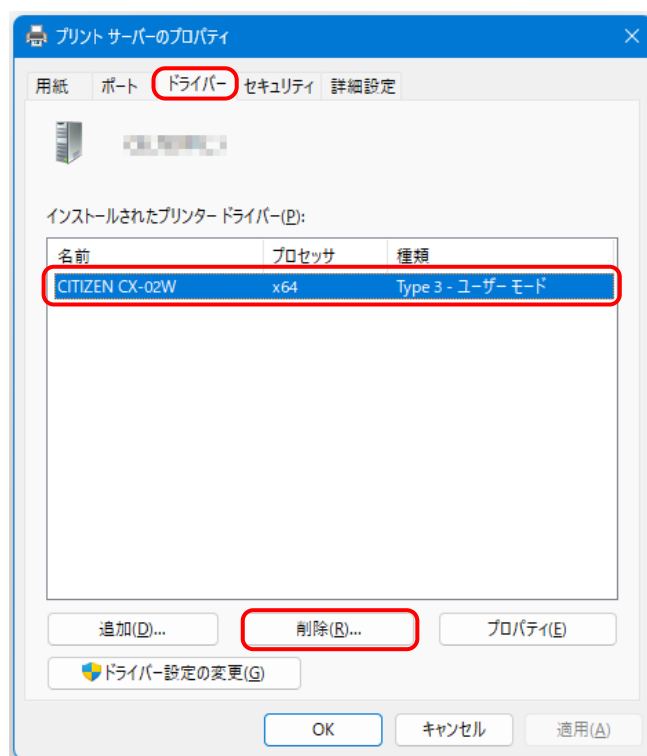 プリント サーバーのプロパティ
用紙 ポート ドライバー セキュリティ 詳細設定
インストールされたプリンター ドライバー(P):
名前 プロセッサ 種類
CITIZEN CX-02W x64 Type 3 - ユーザー モード
追加(D)... 削除(R)... プロパティ(E)
ドライバー設定の変更(G)
OK キャンセル 適用(A)